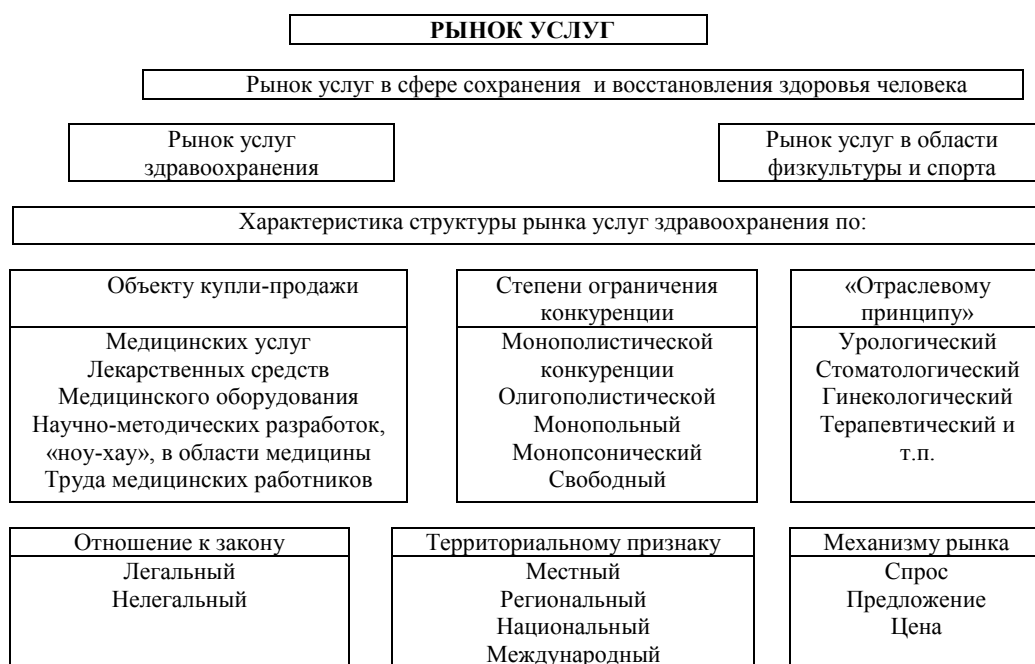 РЫНОК УСЛУГ
Рынок услуг в сфере сохранения и восстановления здоровья человека
Рынок услуг
здравоохранения
Рынок услуг в области
физкультуры и спорта
Характеристика структуры рынка услуг здравоохранения по:
Объекту купли-продажи
Медицинских услуг
Лекарственных средств
Медицинского оборудования
Научно-методических разработок,
«ноу-хау», в области медицины
Труда медицинских работников
Степени ограничения
конкуренции
Монополистической
конкуренции
Олигополистической
Монопольный
Монопсонический
Свободный
«Отраслевому
принципу»
Урологический
Стоматологический
Гинекологический
Терапевтический и
т.п.
Отношение к закону
Легальный
Нелегальный
Территориальному признаку
Местный
Региональный
Национальный
Международный
Механизму рынка
Спрос
Предложение
Цена